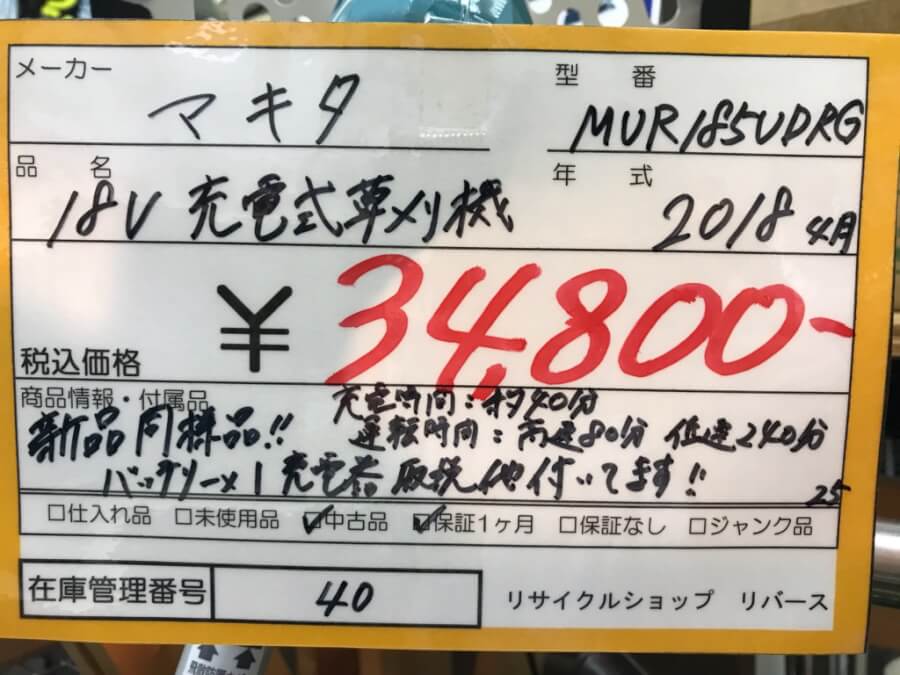 メーカー
マキタ
型番
MUR185UDRG
品名
18V 充電式草刈機
年式
2018 4月
税込価格
¥34,800-
商品情報・付属品
充電時間:約40分
新品同様品!!
運転時間:高速80分 低速240分
バッテリー×1 充電器 取説他付いてます!!
25
□仕入れ品 □未使用品 ☑中古品 ☑保証1ヶ月 □保証なし □ジャンク品
在庫管理番号
40
リサイクルショップ リバース